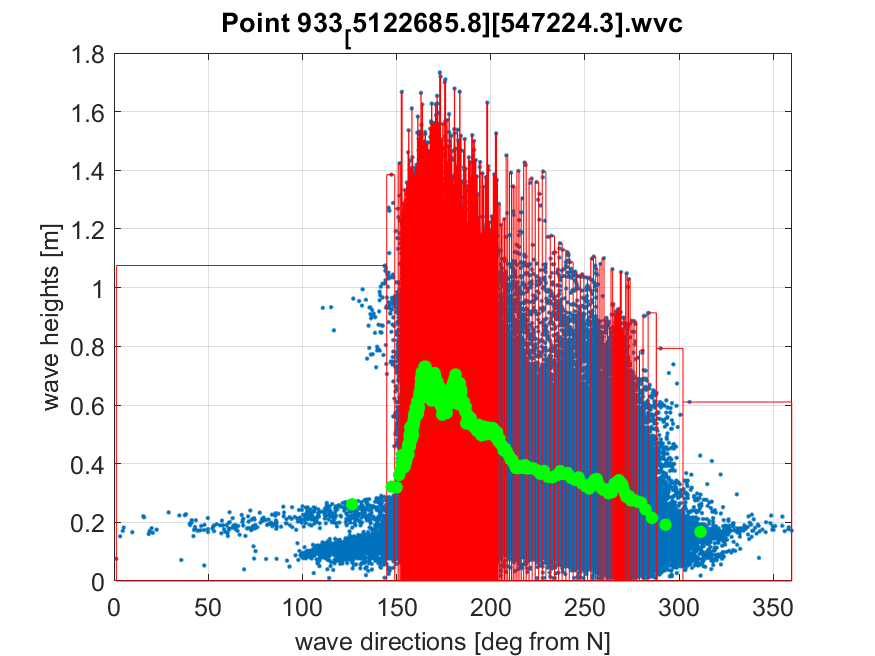 Point 933[5122685.8][547224.3].wvc
1.8
1.6
1.4
1.2
1
0.8
0.6
0.4
0.2
0
wave heights [m]
0 50 100 150 200 250 300 350
wave directions [deg from N]